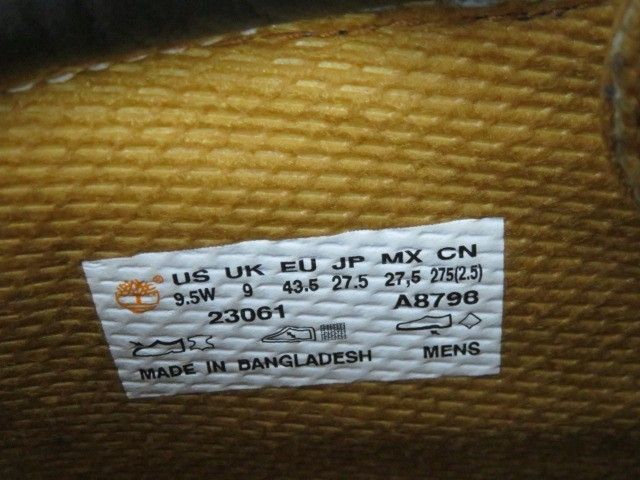 US UK EU JP MX CN
9.5W 9 43.5 27.5 27,5 275(2.5)
23061 A8798
MADE IN BANGLADESH MENS